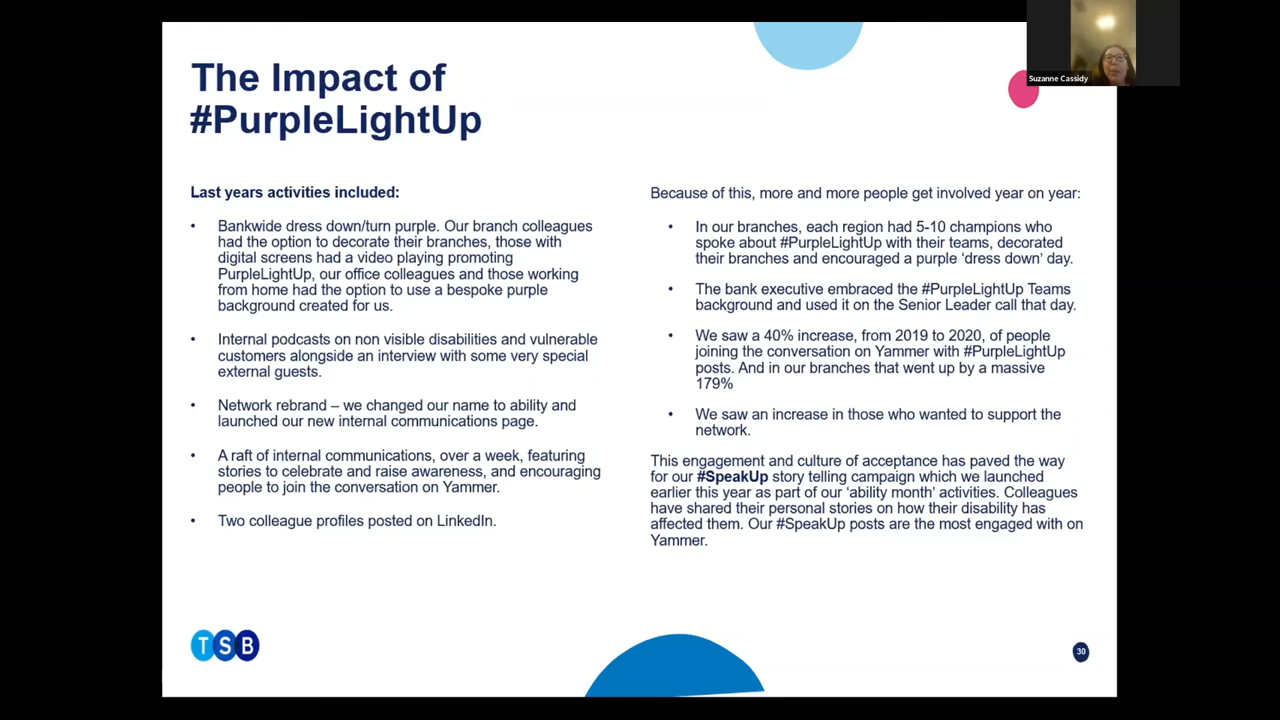 The Impact of
#PurpleLightUp
Suzanne Cassidy
Last years activities included:
• Bankwide dress down/turn purple. Our branch colleagues
had the option to decorate their branches, those with
digital screens had a video playing promoting
PurpleLightUp, our office colleagues and those working
from home had the option to use a bespoke purple
background created for us.
• Internal podcasts on non visible disabilities and vulnerable
customers alongside an interview with some very special
external guests.
• Network rebrand – we changed our name to ability and
launched our new internal communications page.
• A raft of internal communications, over a week, featuring
stories to celebrate and raise awareness, and encouraging
people to join the conversation on Yammer.
• Two colleague profiles posted on LinkedIn.
Because of this, more and more people get involved year on year:
• In our branches, each region had 5-10 champions who
spoke about #PurpleLightUp with their teams, decorated
their branches and encouraged a purple ‘dress down’ day.
• The bank executive embraced the #PurpleLightUp Teams
background and used it on the Senior Leader call that day.
• We saw a 40% increase, from 2019 to 2020, of people
joining the conversation on Yammer with #PurpleLightUp
posts. And in our branches that went up by a massive
179%
• We saw an increase in those who wanted to support the
network.
This engagement and culture of acceptance has paved the way
for our #SpeakUp story telling campaign which we launched
earlier this year as part of our ‘ability month’ activities. Colleagues
have shared their personal stories on how their disability has
affected them. Our #SpeakUp posts are the most engaged with on
Yammer.
TSB
30